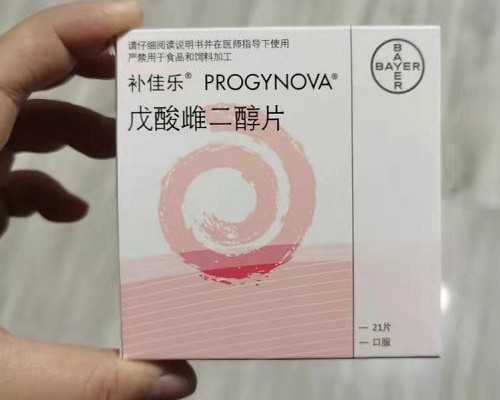 请仔细阅读说明书并在医师指导下使用
严禁用于食品和饲料加工
补佳乐® PROGYNOVA®
戊酸雌二醇片
BAYER
BAYER
21片
口服